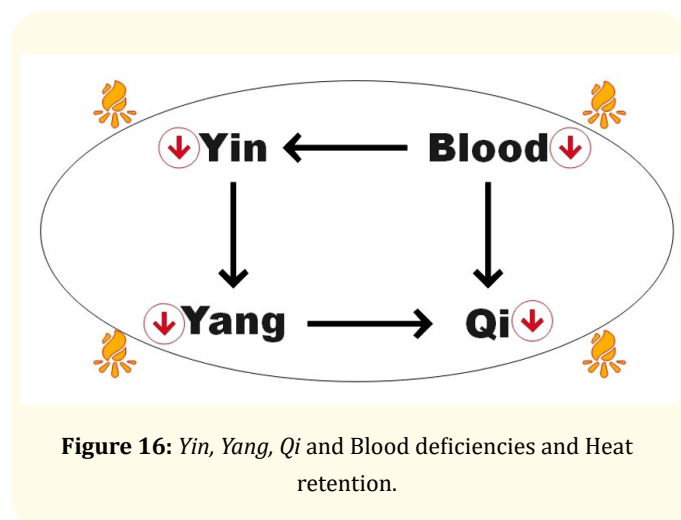 Yin Blood
Yang Qi
Figure 16: Yin, Yang, Qi and Blood deficiencies and Heat
retention.